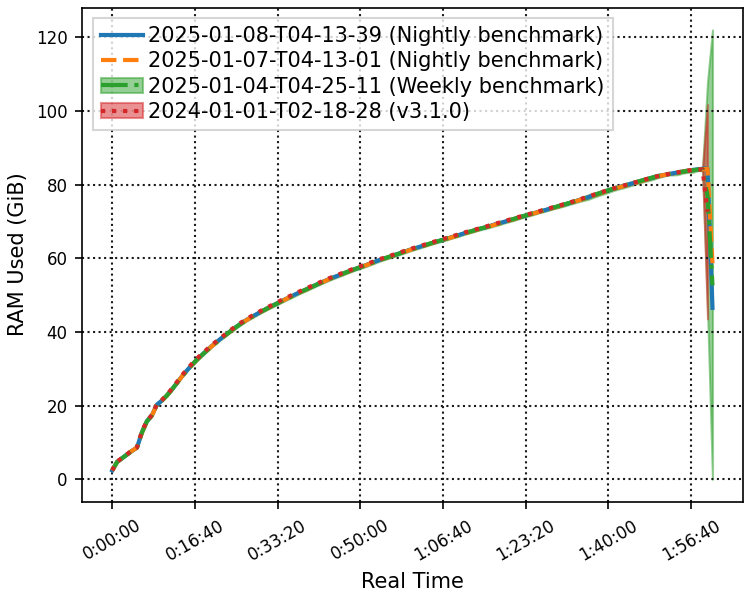 2025-01-08-T04-13-39 (Nightly benchmark)
2025-01-07-T04-13-01 (Nightly benchmark)
2025-01-04-T04-25-11 (Weekly benchmark)
2024-01-01-T02-18-28 (v3.1.0)
RAM Used (GiB)
120
100
80
60
40
20
0
0:00:00
0:16:40
0:33:20
0:50:00
1:06:40
1:23:20
1:40:00
1:56:40
Real Time